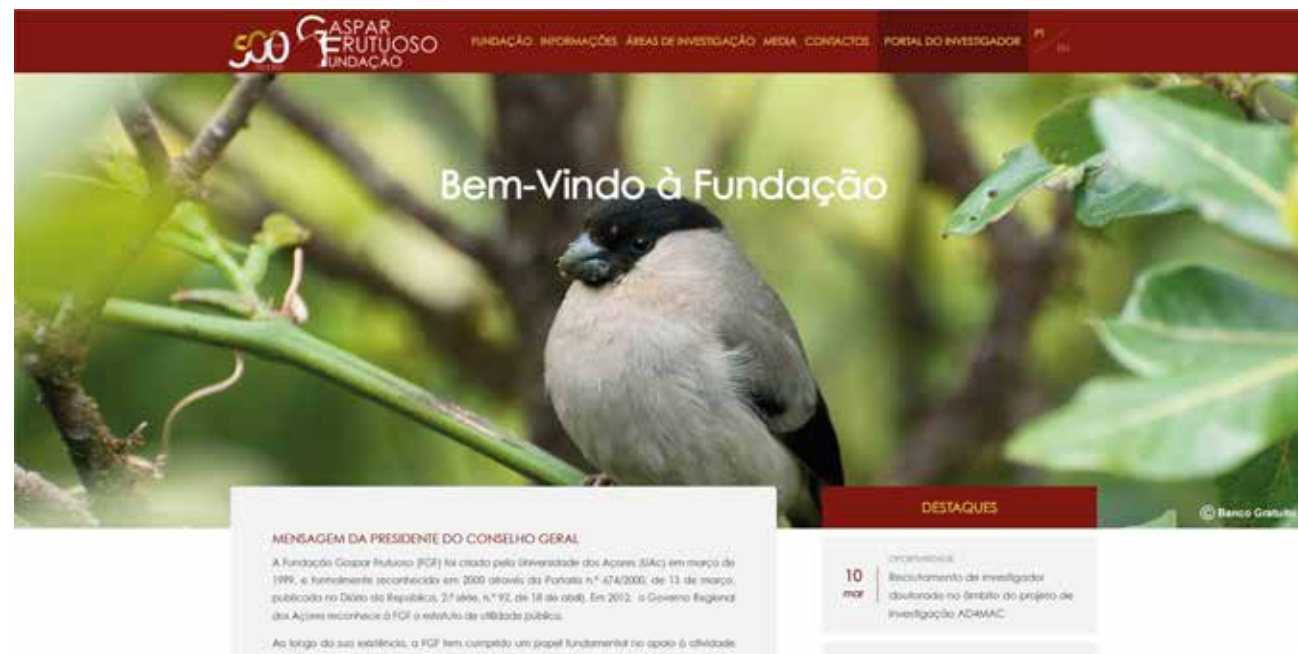 500
GASPAR
FRUTUOSO
FUNDAÇÃO
FUNDAÇÃO INFORMAÇÕES ÁREAS DE INVESTIGAÇÃO MEDIA CONTACTOS PORTAL DO INVESTIGADOR PT
EN
Bem-Vindo à Fundação
© Banco Gratuito
MENSAGEM DA PRESIDENTE DO CONSELHO GERAL
A Fundação Gaspar Frutuoso (FGF) foi criada pela Universidade dos Açores (UAc) em março de
1999, e formalmente reconhecida em 2000 através da Portaria n.º 674/2000, de 13 de março,
publicada no Diário da República, 2.ª série, n.º 92, de 18 de abril). Em 2012 o Governo Regional
dos Açores reconhece à FGF o estatuto de utilidade pública.
Ao longo da sua existência, a FGF tem cumprido um papel fundamental no apoio à atividade
DESTAQUES
10
mar
OPORTUNIDADE
Recrutamento de investigador
doutorado no âmbito do projeto de
investigação AD4MAC